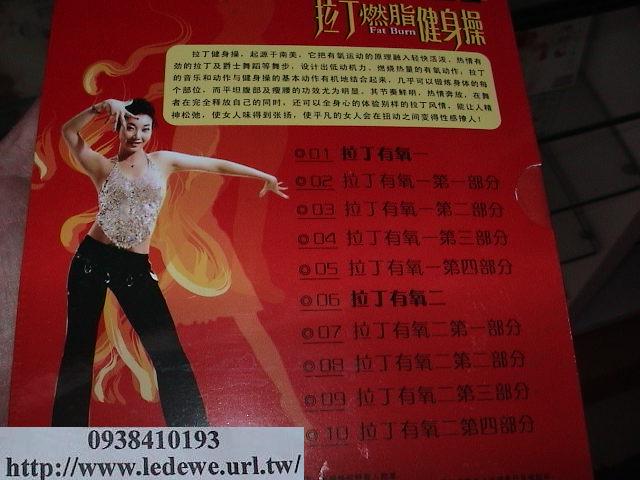 拉丁燃脂健身操
Fat Burn
拉丁健身操，起源于南美，它把有氧运动的原理融入轻快活泼，热情有
劲的拉丁及爵士舞蹈等舞步，设计出低动机力，燃烧热量的有氧动作，拉丁
的音乐和动作与健身操的基本动作有机地结合起来，几乎可以锻炼身体的每
个部位，而平坦腹部及瘦腰的功效尤为明显。其节奏鲜明，热情奔放，在舞
者在完全释放自己的同时，还可以全身心的体验别样的拉丁风情，能让人精
神松弛，使女人味得到张扬，使平凡的女人会在扭动之间变得性感撩人！
01 拉丁有氧一
02 拉丁有氧一第一部分
03 拉丁有氧一第二部分
04 拉丁有氧一第三部分
05 拉丁有氧一第四部分
06 拉丁有氧二
07 拉丁有氧二第一部分
08 拉丁有氧二第二部分
09 拉丁有氧二第三部分
10 拉丁有氧二第四部分
0938410193
http://www.ledewe.url.tw/